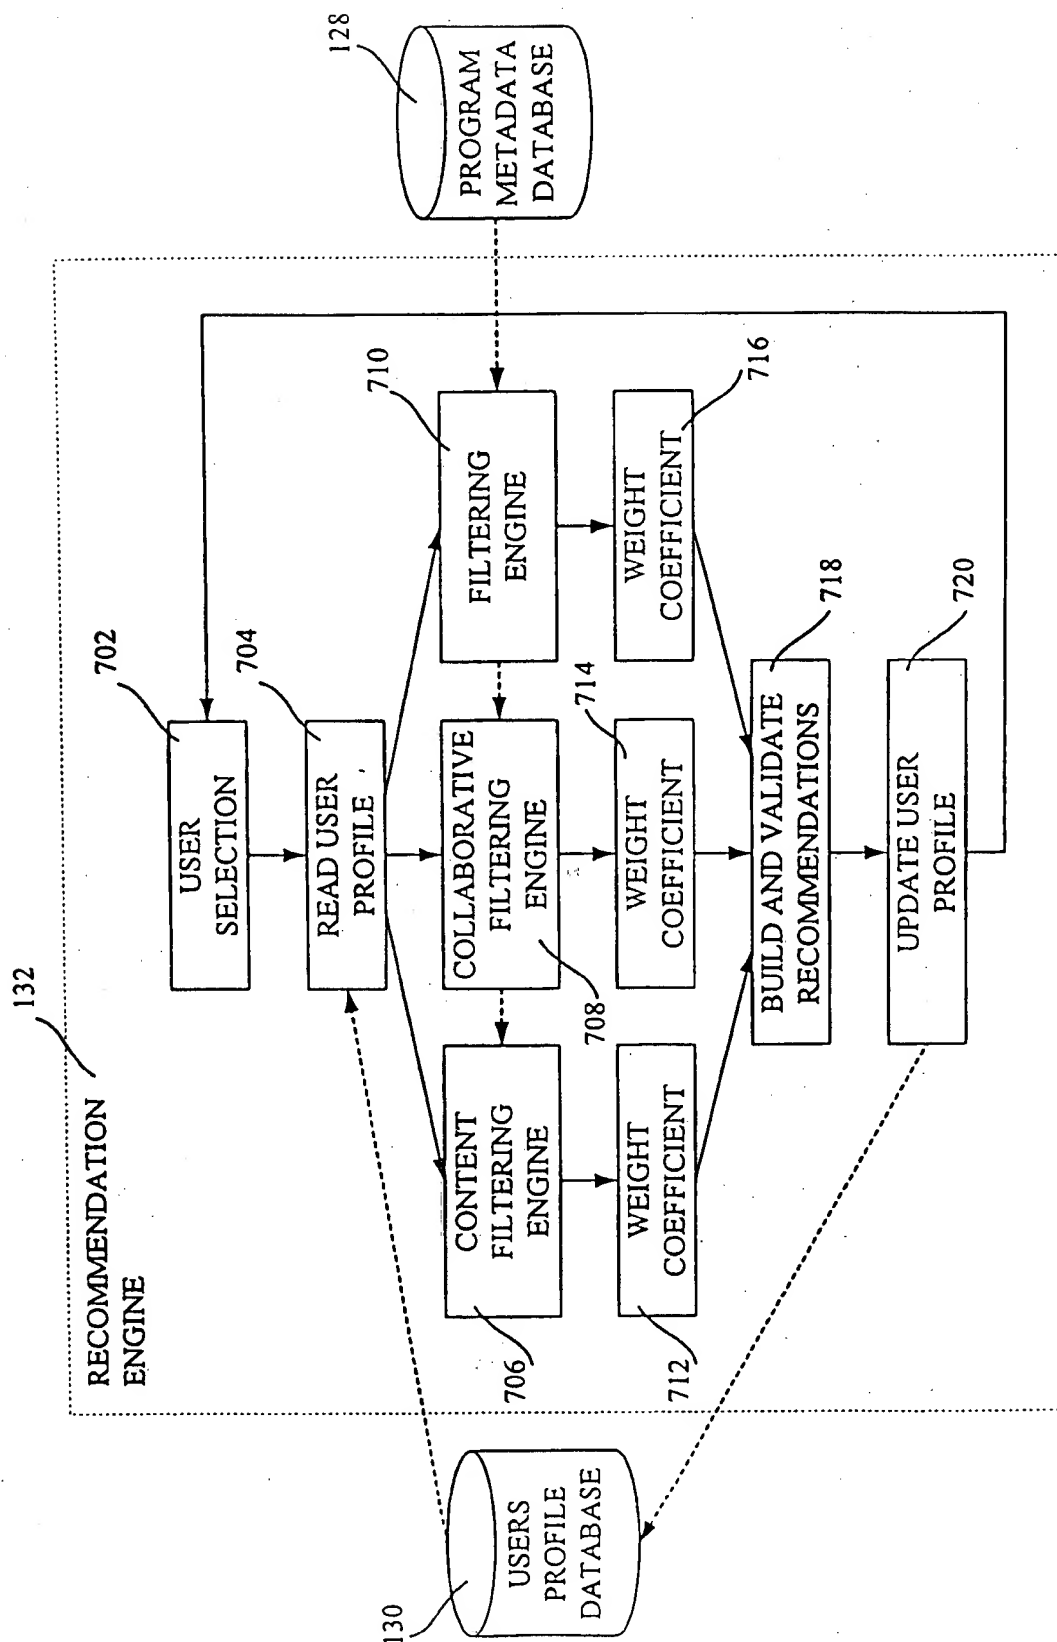 132
RECOMMENDATION
ENGINE
702
USER
SELECTION
704
READ USER
PROFILE
130
USERS
PROFILE
DATABASE
128
PROGRAM
METADATA
DATABASE
706
CONTENT
FILTERING
ENGINE
708
COLLABORATIVE
FILTERING
ENGINE
710
FILTERING
ENGINE
712
WEIGHT
COEFFICIENT
714
WEIGHT
COEFFICIENT
716
WEIGHT
COEFFICIENT
718
BUILD AND VALIDATE
RECOMMENDATIONS
720
UPDATE USER
PROFILE